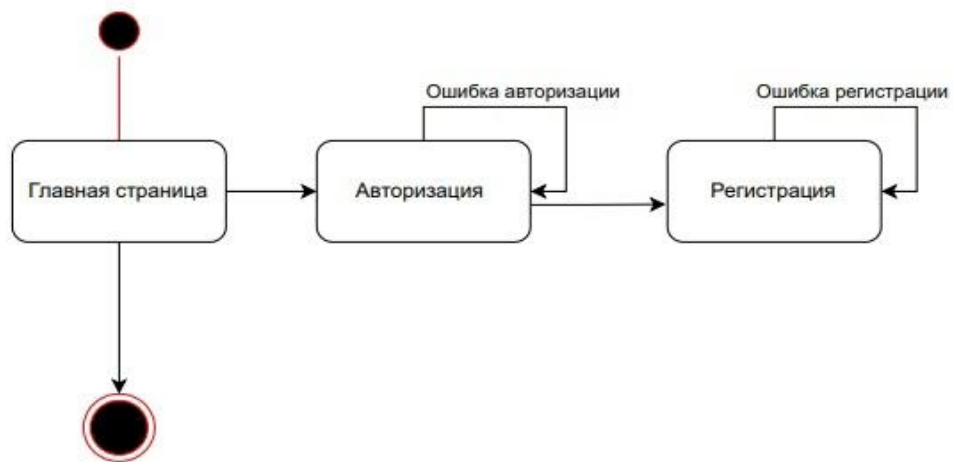 Ошибка авторизации
Ошибка регистрации
Главная страница
Авторизация
Регистрация